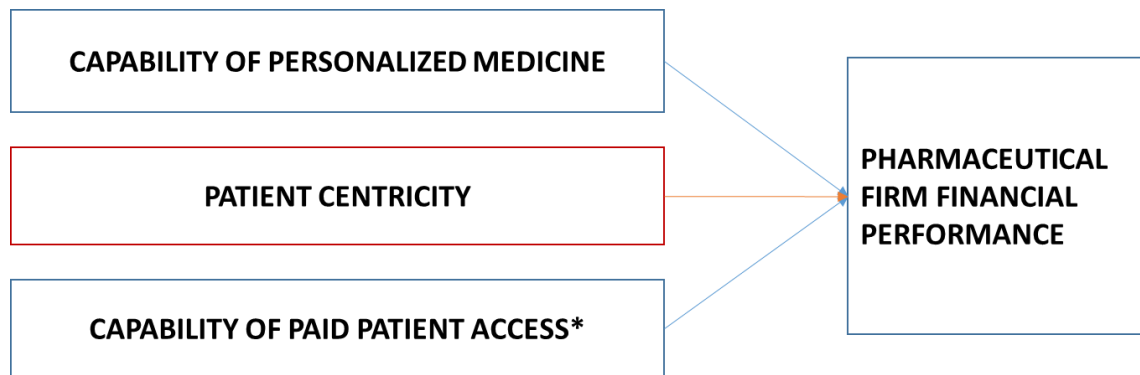 CAPABILITY OF PERSONALIZED MEDICINE
PATIENT CENTRICITY
CAPABILITY OF PAID PATIENT ACCESS*
PHARMACEUTICAL
FIRM FINANCIAL
PERFORMANCE